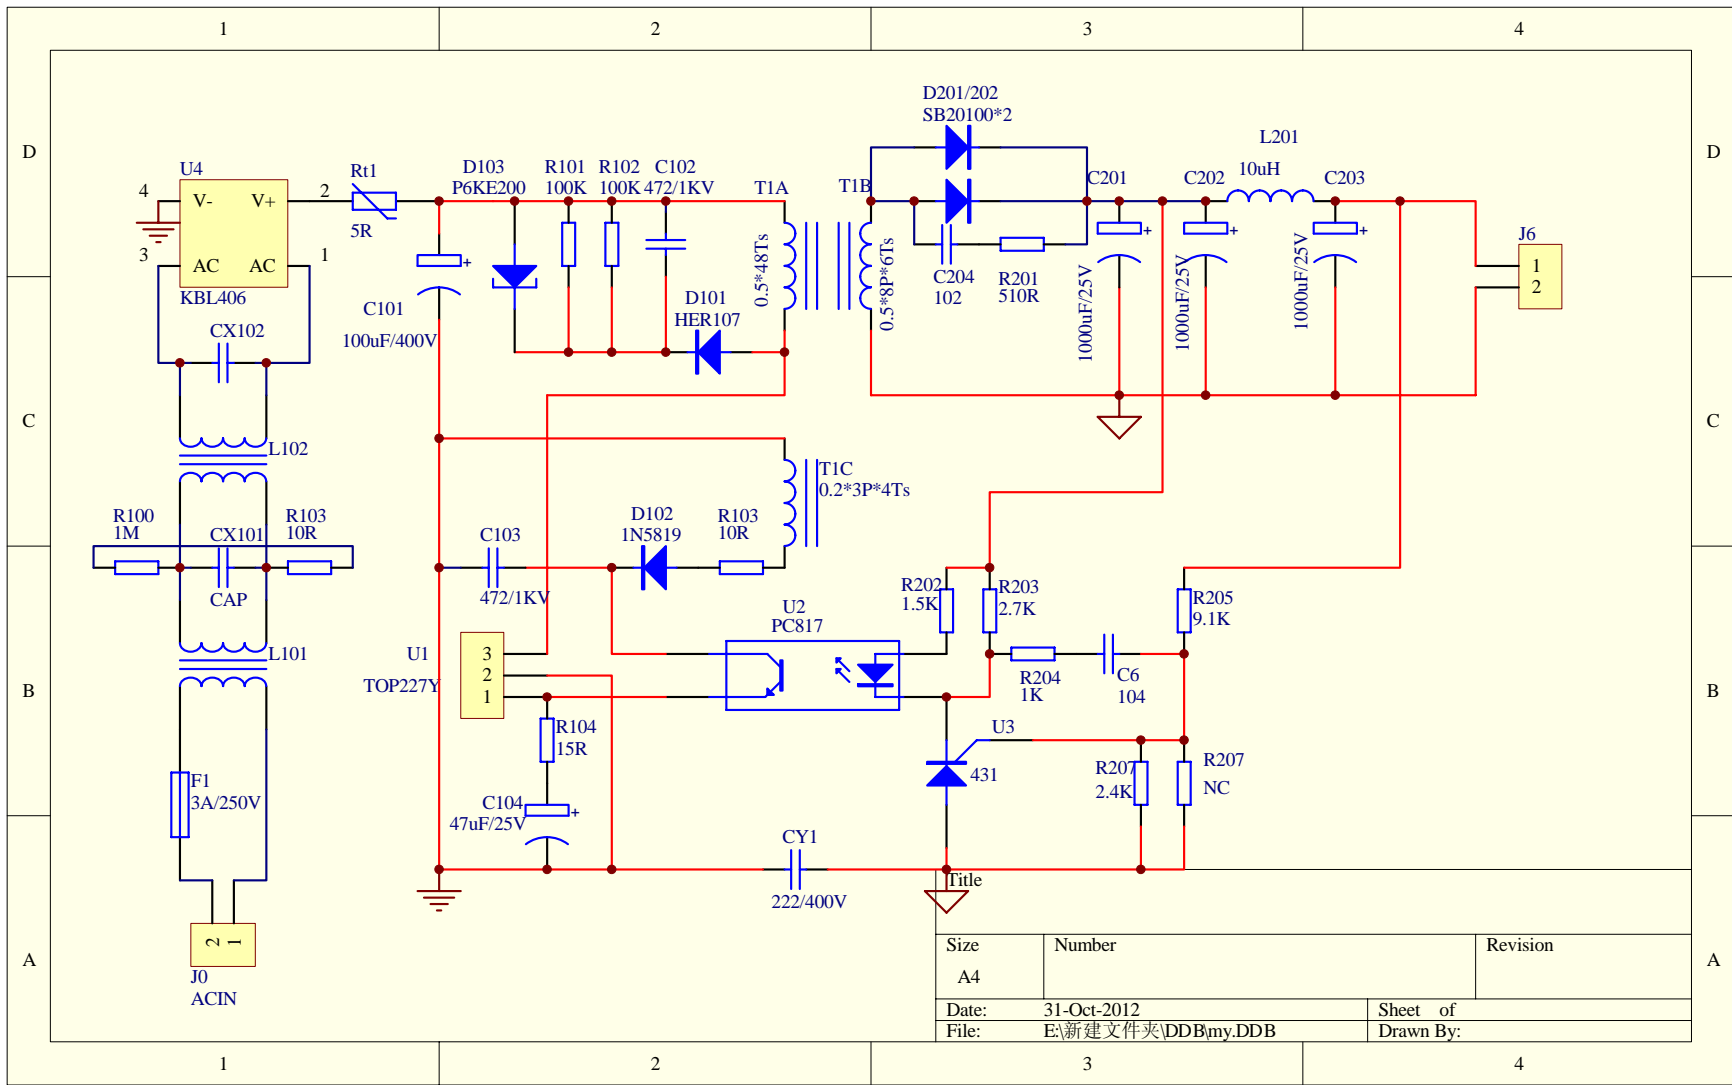 1
2
3
4
D
D
C
C
B
B
A
A
1
2
3
4
U4
4
V-
V+
2
3
AC
AC
1
KBL406
Rt1
5R
D103
P6KE200
R101
100K
R102
100K
C102
472/1KV
T1A
0.5*48Ts
T1B
0.5*8P*6Ts
D201/202
SB20100*2
C204
102
R201
510R
C201
1000uF/25V
C202
1000uF/25V
L201
10uH
C203
1000uF/25V
J6
1
2
C101
100uF/400V
D101
HER107
CX102
L102
R100
1M
CX101
CAP
R103
10R
L101
F1
3A/250V
J0
ACIN
2
1
C103
472/1KV
D102
1N5819
R103
10R
T1C
0.2*3P*4Ts
U1
TOP227Y
3
2
1
U2
PC817
R202
1.5K
R203
2.7K
R204
1K
C6
104
R205
9.1K
R104
15R
C104
47uF/25V
CY1
222/400V
U3
431
R207
2.4K
R207
NC
Title
Size
A4
Number
Revision
Date:
31-Oct-2012
Sheet of
File:
E:\新建文件夹\DDB\my.DDB
Drawn By: